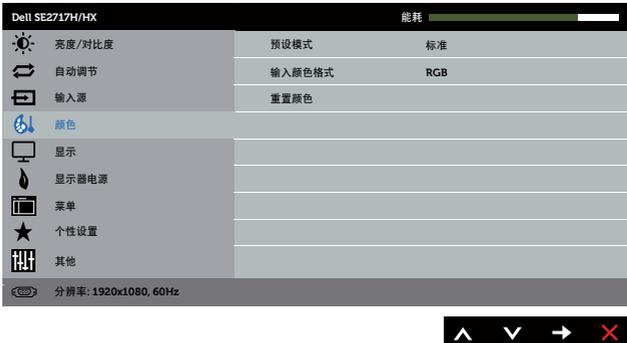 Dell SE2717H/HX 能耗
亮度/对比度 预设模式 标准
自动调节 输入颜色格式 RGB
输入源 重置颜色
颜色
显示
显示器电源
菜单
个性设置
其他
分辨率: 1920x1080, 60Hz